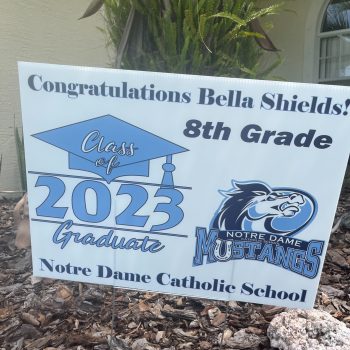 Congratulations Bella Shields!
8th Grade
Class
of
2023
Graduate
NOTRE DAME
MUSTANGS
Notre Dame Catholic School